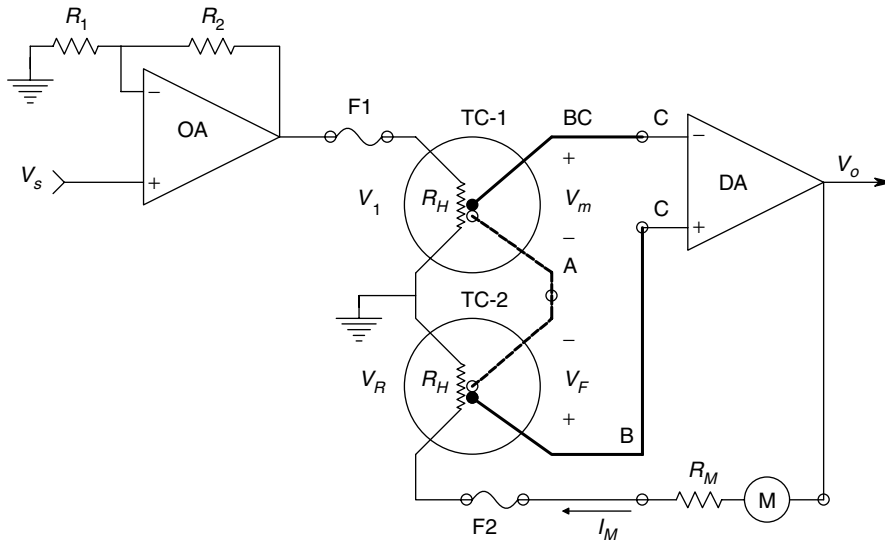 R1 R2
− OA
F1
Vs + 
TC-1 BC C −
+
V1 RH Vm DA Vo
C +
−
A
TC-2
−
VR RH VF
+
B
RM M
F2 IM